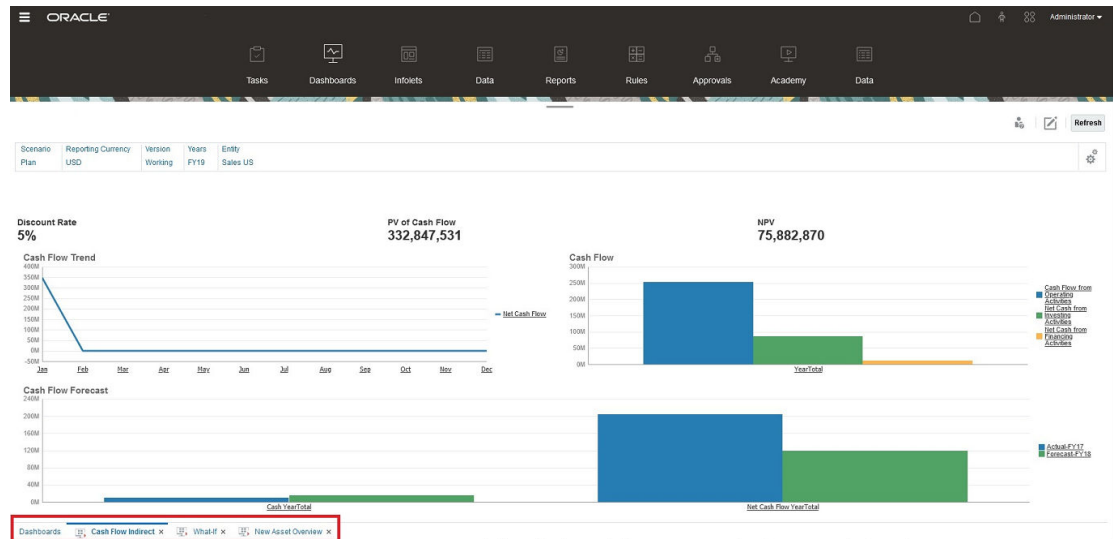 ORACLE
Administrator
Tasks Dashboards Infolets Data Reports Rules Approvals Academy Data
Refresh
Scenario Reporting Currency Version Years Entity
Plan USD Working FY19 Sales US
Discount Rate PV of Cash Flow NPV
5% 332,847,531 75,882,870
Cash Flow Trend
400M
350M
300M
250M
200M
150M
100M
50M
0M
-50M
Jan Feb Mar Apr May Jun Jul Aug Sep Oct Nov Dec
Net Cash Flow
Cash Flow
300M
250M
200M
150M
100M
50M
0M
YearTotal
Cash Flow from
Operating
Activities
Net Cash from
Investing
Activities
Net Cash from
Financing
Activities
Cash Flow Forecast
240M
200M
160M
120M
80M
40M
0M
Cash YearTotal Net Cash Flow YearTotal
Actual-FY17
Forecast-FY18
Dashboards Cash Flow Indirect × What-If × New Asset Overview ×